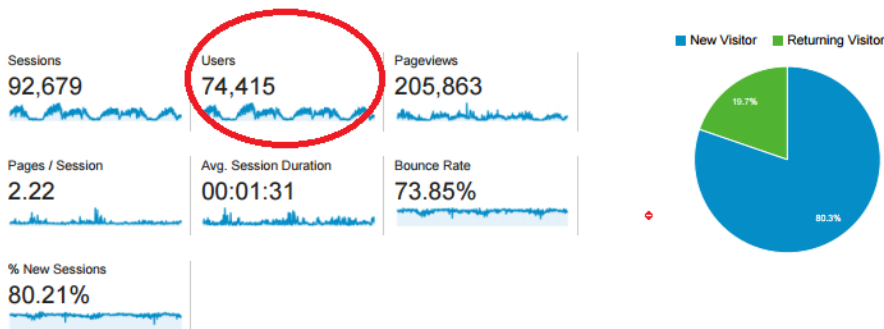 Sessions
92,679
Users
74,415
Pageviews
205,863
Pages / Session
2.22
Avg. Session Duration
00:01:31
Bounce Rate
73.85%
% New Sessions
80.21%
New Visitor
Returning Visitor
19.7%
80.3%